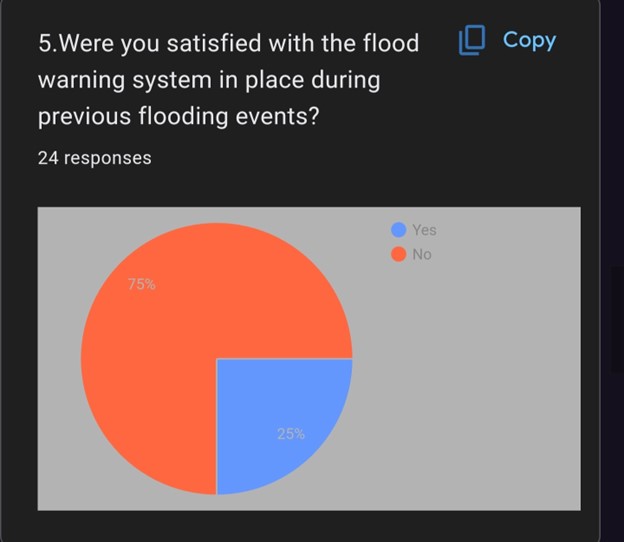 5.Were you satisfied with the flood
warning system in place during
previous flooding events?
Copy
24 responses
Yes
No
75%
25%